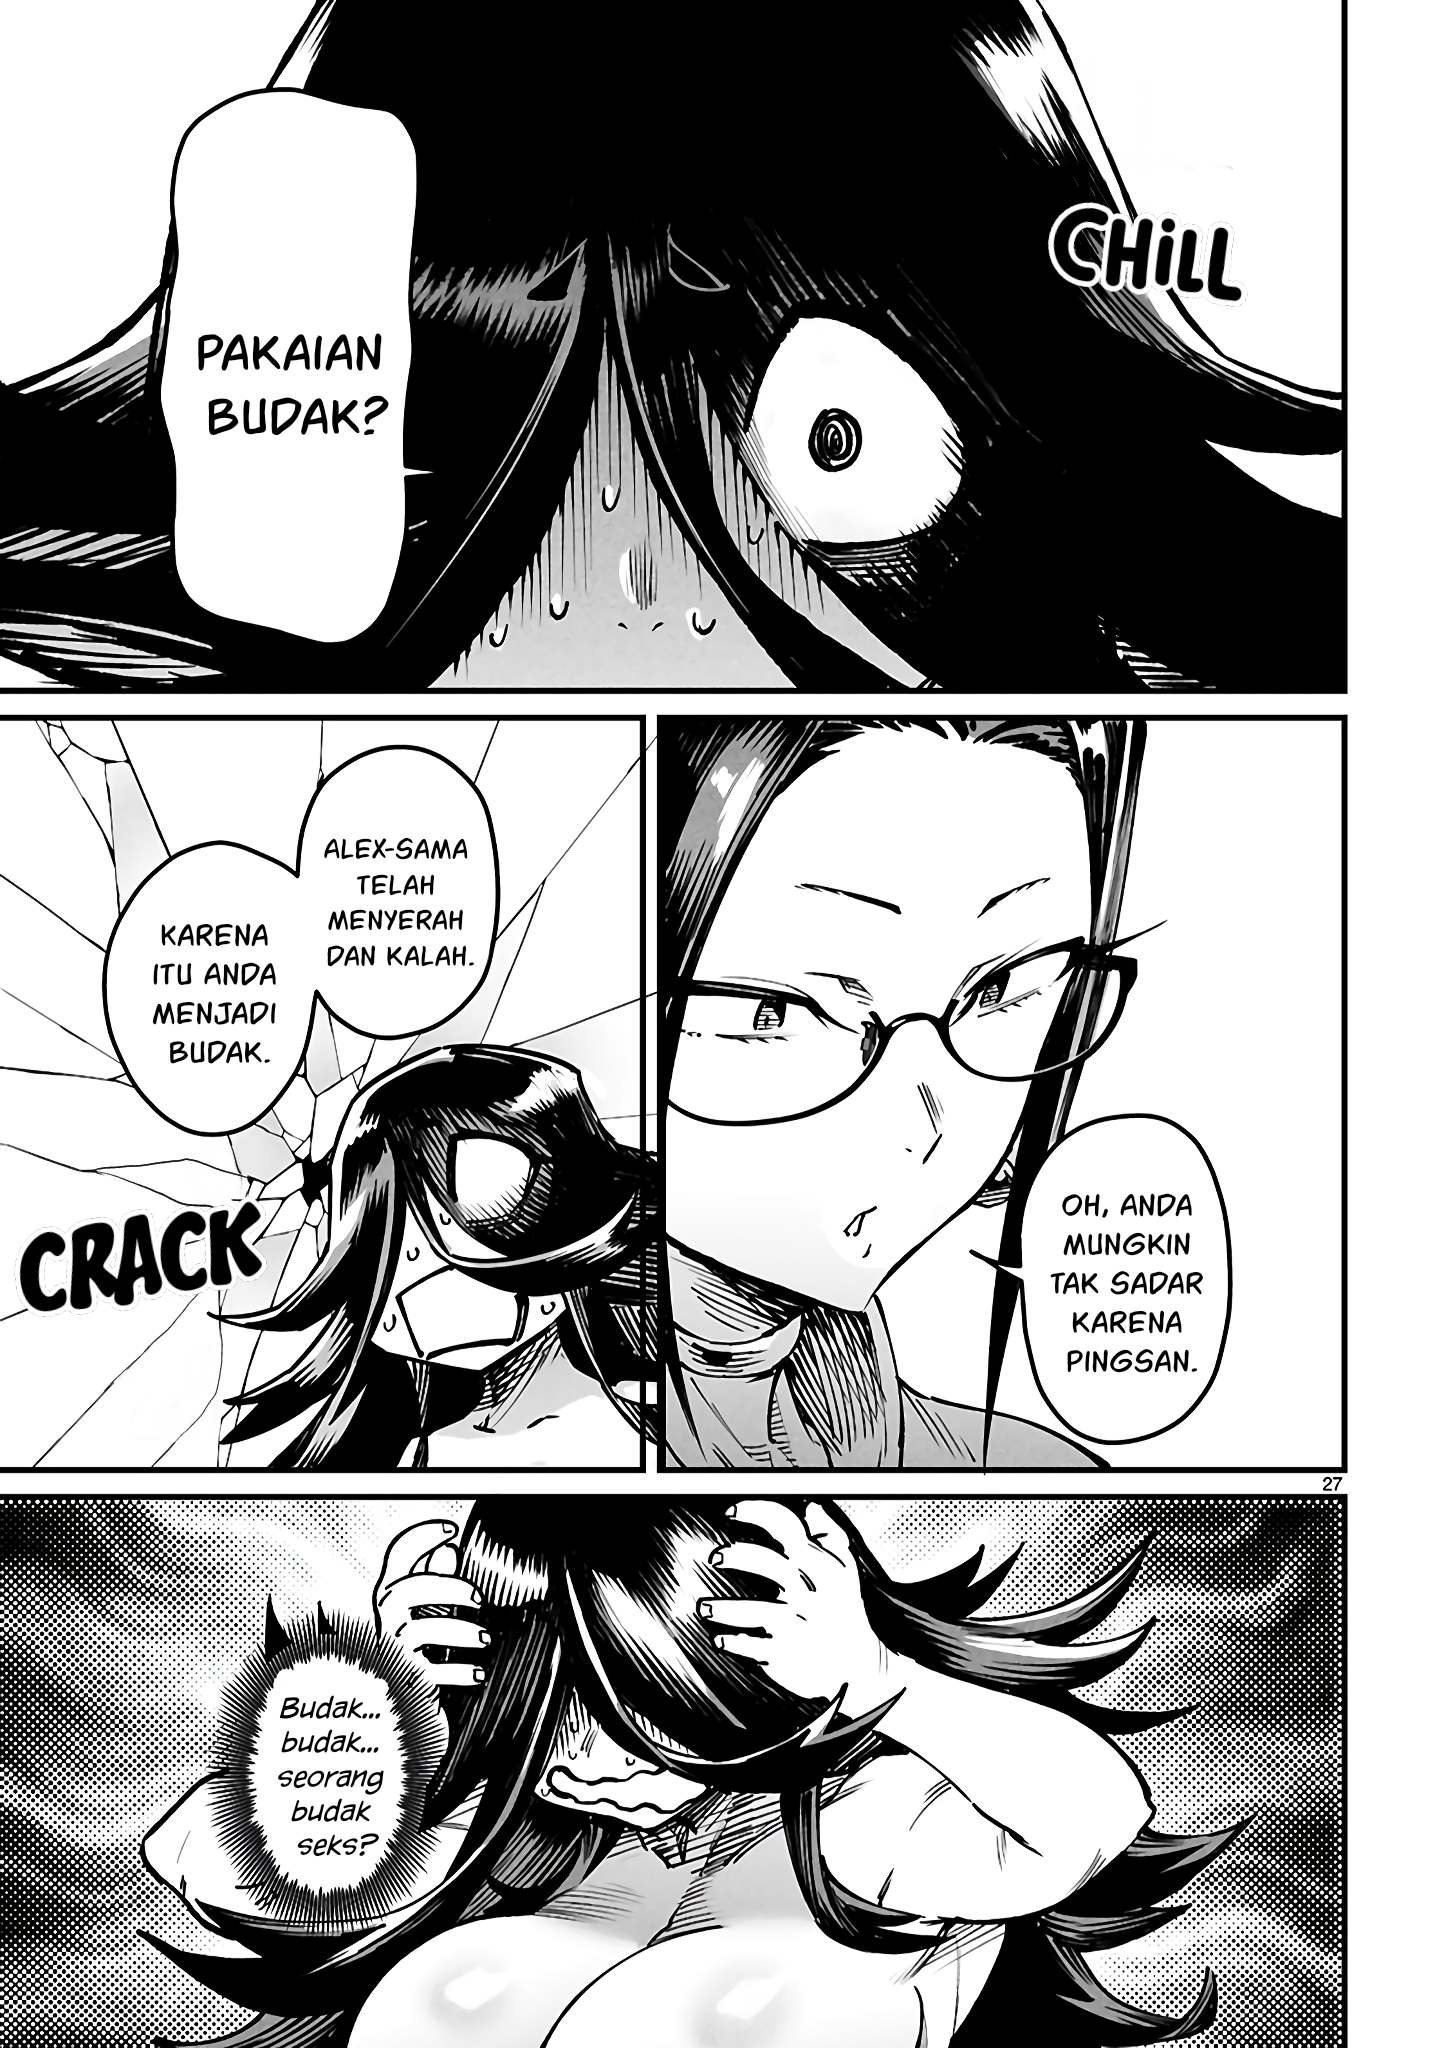 CHILL
PAKAIAN
BUDAK?
OH, ANDA
MUNGKIN
TAK SADAR
KARENA
PINGSAN.
ALEX-SAMA
TELAH
MENYERAH
DAN KALAH.
KARENA
ITU ANDA
MENJADI
BUDAK.
CRACK
27
Budak...
budak...
seorang
budak
seks?